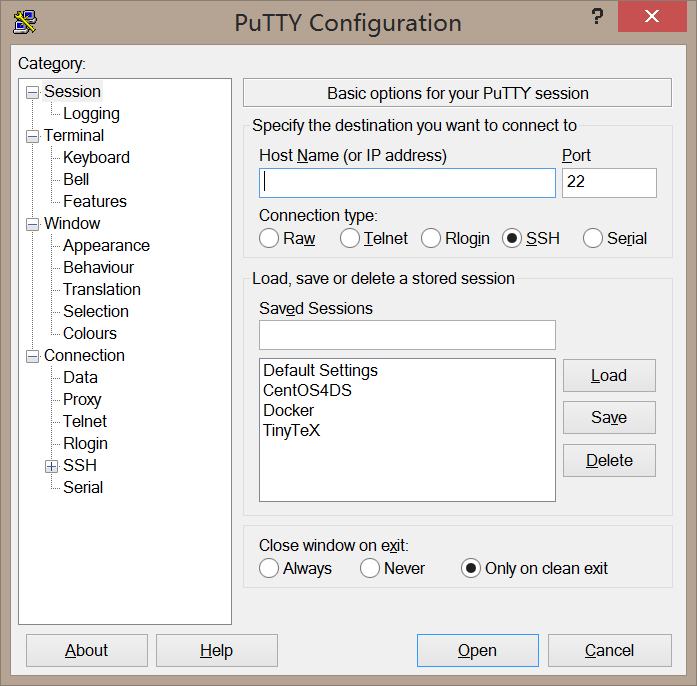 PuTTY Configuration
?
Category:
Session
Logging
Terminal
Keyboard
Bell
Features
Window
Appearance
Behaviour
Translation
Selection
Colours
Connection
Data
Proxy
Telnet
Rlogin
SSH
Serial
Basic options for your PuTTY session
Specify the destination you want to connect to
Host Name (or IP address) Port
22
Connection type:
Raw Telnet Rlogin SSH Serial
Load, save or delete a stored session
Saved Sessions
Default Settings
CentOS4DS
Docker
TinyTeX
Load
Save
Delete
Close window on exit:
Always Never Only on clean exit
About Help Open Cancel